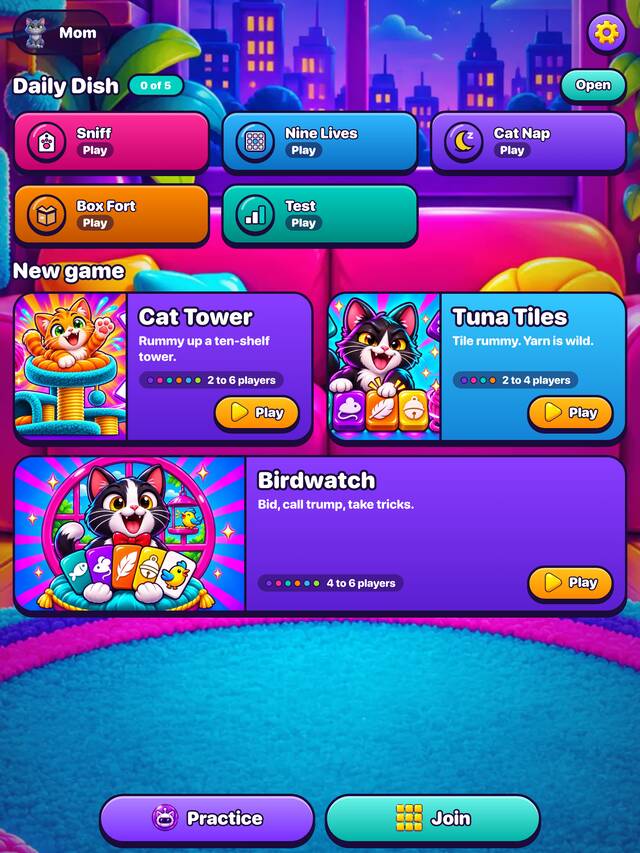 Mom
Daily Dish
0 of 5
Open
Sniff
Play
Nine Lives
Play
Cat Nap
Play
Box Fort
Play
Test
Play
New game
Cat Tower
Rummy up a ten-shelf
tower.
2 to 6 players
Play
Tuna Tiles
Tile rummy. Yarn is wild.
2 to 4 players
Play
Birdwatch
Bid, call trump, take tricks.
4 to 6 players
Play
Practice
Join